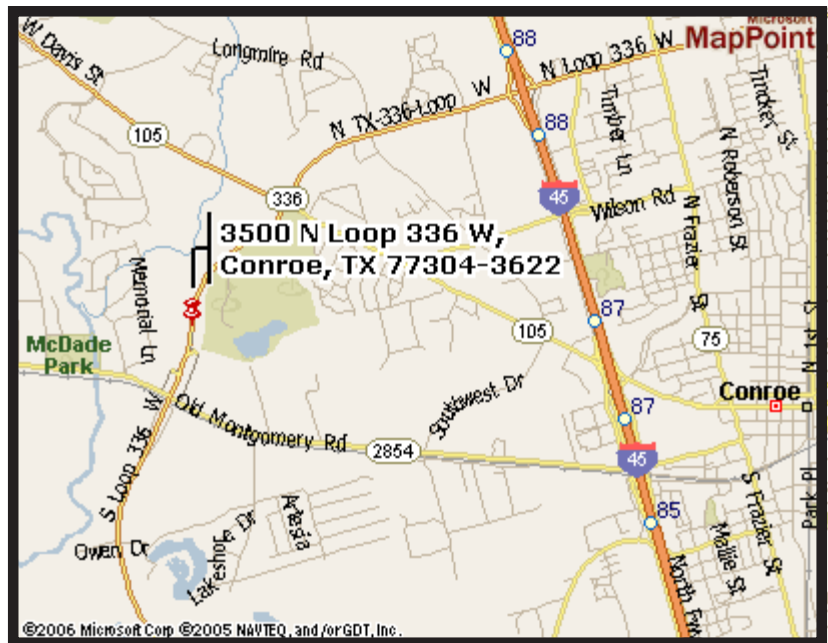 Microsoft
MapPoint
88
N Loop 336 W
W Davis St
Longmire Rd
N TX-336-Loop W
88
105
Timber Ln
N Roberson St
336
45
Wilson Rd
N Frazier St
3500 N Loop 336 W,
Conroe, TX 77304-3622
Memorial Ln
87
105
75
N 1st St
McDade
Park
Southwest Dr
Conroe
87
Old Montgomery Rd
2854
45
S Loop 336 W
S Frazier St
Park Pl
Artesia
85
Lakeshore Dr
Owen Dr
Mallie St
North Fwy
©2006 Microsoft Corp ©2005 NAVTEQ, and/or GDT, Inc.